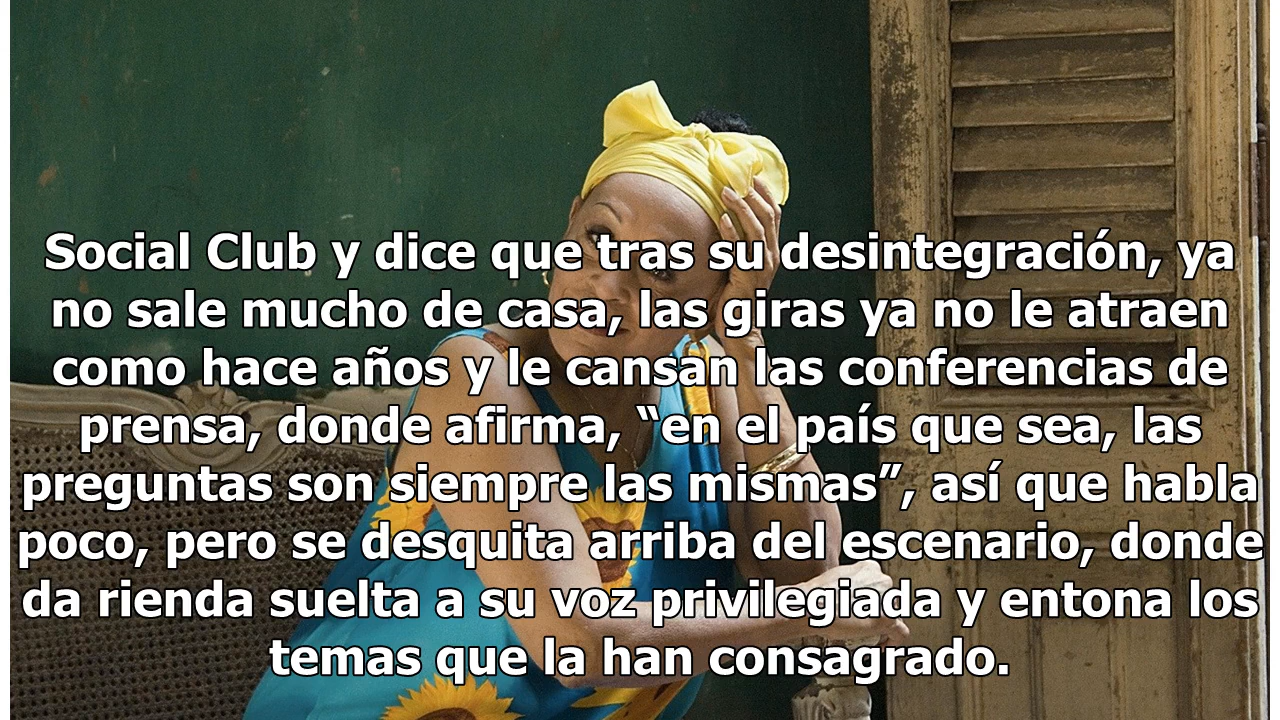 Social Club y dice que tras su desintegración, ya
no sale mucho de casa, las giras ya no le atraen
como hace años y le cansan las conferencias de
prensa, donde afirma, “en el país que sea, las
preguntas son siempre las mismas”, así que habla
poco, pero se desquita arriba del escenario, donde
da rienda suelta a su voz privilegiada y entona los
temas que la han consagrado.